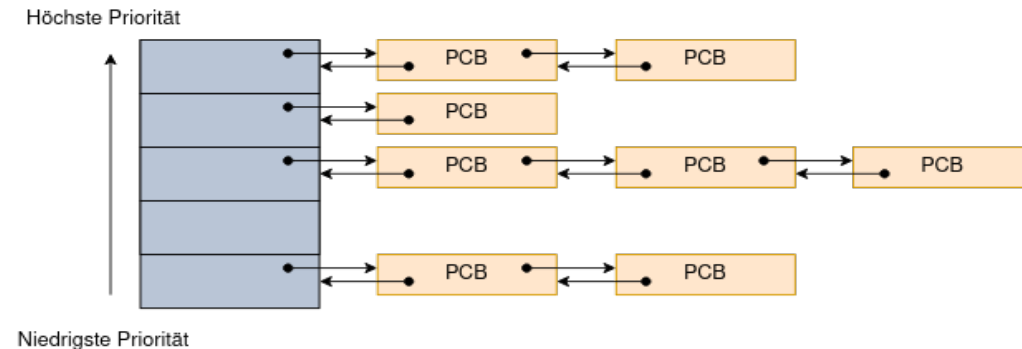 Höchste Priorität
PCB PCB
PCB
PCB PCB PCB
PCB PCB
Niedrigste Priorität